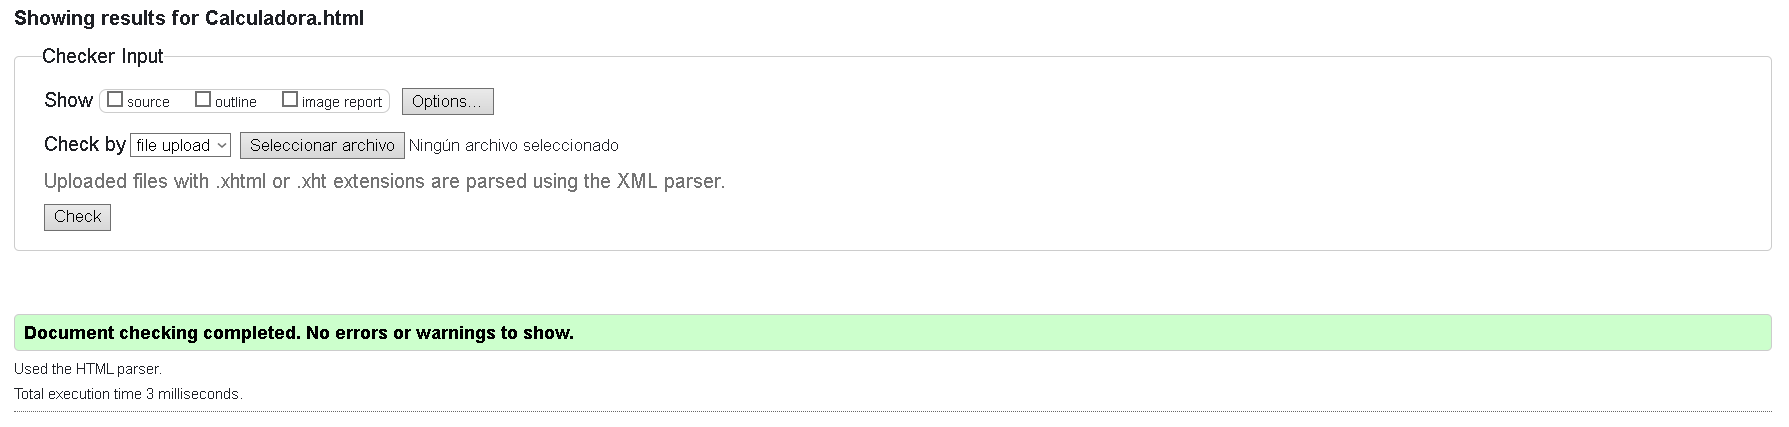 Showing results for Calculadora.html
Checker Input
Show source outline image report Options...
Check by file upload Seleccionar archivo Ningún archivo seleccionado
Uploaded files with .xhtml or .xht extensions are parsed using the XML parser.
Check
Document checking completed. No errors or warnings to show.
Used the HTML parser.
Total execution time 3 milliseconds.